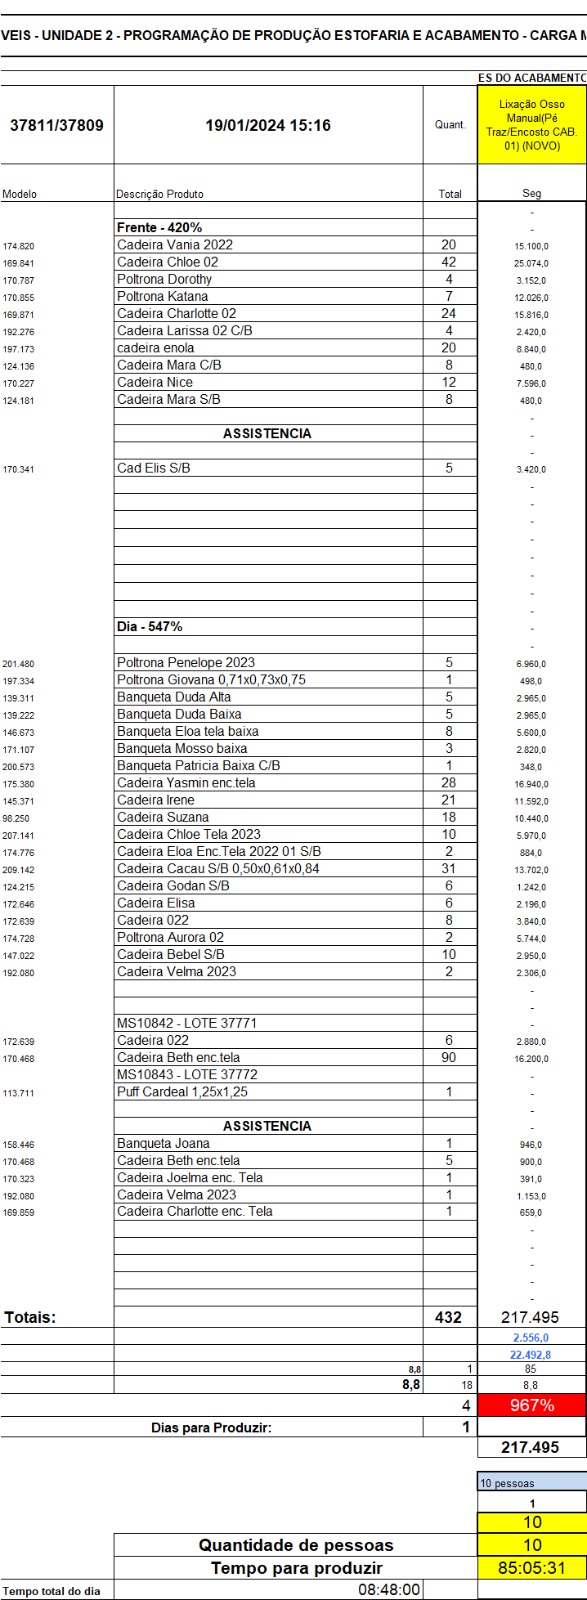 VEIS - UNIDADE 2 - PROGRAMAÇÃO DE PRODUÇÃO ESTOFARIA E ACABAMENTO - CARGA M
ES DO ACABAMENTO
37811/37809 19/01/2024 15:16 Quant. Lixação Osso Manual(Pé Traz/Encosto CAB. 01) (NOVO)
Modelo Descrição Produto Total Seg
-
Frente - 420% -
174.820 Cadeira Vania 2022 20 15.100,0
169.841 Cadeira Chloe 02 42 25.074,0
170.787 Poltrona Dorothy 4 3.152,0
170.855 Poltrona Katana 7 12.026,0
169.871 Cadeira Charlotte 02 24 15.816,0
192.276 Cadeira Larissa 02 C/B 4 2.420,0
197.173 cadeira enola 20 8.840,0
124.136 Cadeira Mara C/B 8 480,0
170.227 Cadeira Nice 12 7.596,0
124.181 Cadeira Mara S/B 8 480,0
-
ASSISTENCIA -
-
170.341 Cad Elis S/B 5 3.420,0
-
-
-
-
-
-
-
-
Dia - 547% -
-
201.480 Poltrona Penelope 2023 5 6.960,0
197.334 Poltrona Giovana 0,71x0,73x0,75 1 498,0
139.311 Banqueta Duda Alta 5 2.965,0
139.222 Banqueta Duda Baixa 5 2.965,0
146.673 Banqueta Eloa tela baixa 8 5.600,0
171.107 Banqueta Mosso baixa 3 2.820,0
200.573 Banqueta Patricia Baixa C/B 1 348,0
175.380 Cadeira Yasmin enc.tela 28 16.940,0
145.371 Cadeira Irene 21 11.592,0
98.250 Cadeira Suzana 18 10.440,0
207.141 Cadeira Chloe Tela 2023 10 5.970,0
174.776 Cadeira Eloa Enc.Tela 2022 01 S/B 2 884,0
209.142 Cadeira Cacau S/B 0,50x0,61x0,84 31 13.702,0
124.215 Cadeira Godan S/B 6 1.242,0
172.646 Cadeira Elisa 6 2.196,0
172.639 Cadeira 022 8 3.840,0
174.728 Poltrona Aurora 02 2 5.744,0
147.022 Cadeira Bebel S/B 10 2.950,0
192.080 Cadeira Velma 2023 2 2.306,0
-
-
MS10842 - LOTE 37771 -
172.639 Cadeira 022 6 2.880,0
170.468 Cadeira Beth enc.tela 90 16.200,0
MS10843 - LOTE 37772 -
113.711 Puff Cardeal 1,25x1,25 1 -
-
ASSISTENCIA -
158.446 Banqueta Joana 1 946,0
170.468 Cadeira Beth enc.tela 5 900,0
170.323 Cadeira Joelma enc. Tela 1 391,0
192.080 Cadeira Velma 2023 1 1.153,0
169.859 Cadeira Charlotte enc. Tela 1 659,0
-
-
-
-
-
Totais: 432 217.495
2.556,0
22.492,8
8,8 1 85
8,8 18 8,8
4 967%
Dias para Produzir: 1
217.495
10 pessoas
1
10
Quantidade de pessoas 10
Tempo para produzir 85:05:31
Tempo total do dia 08:48:00